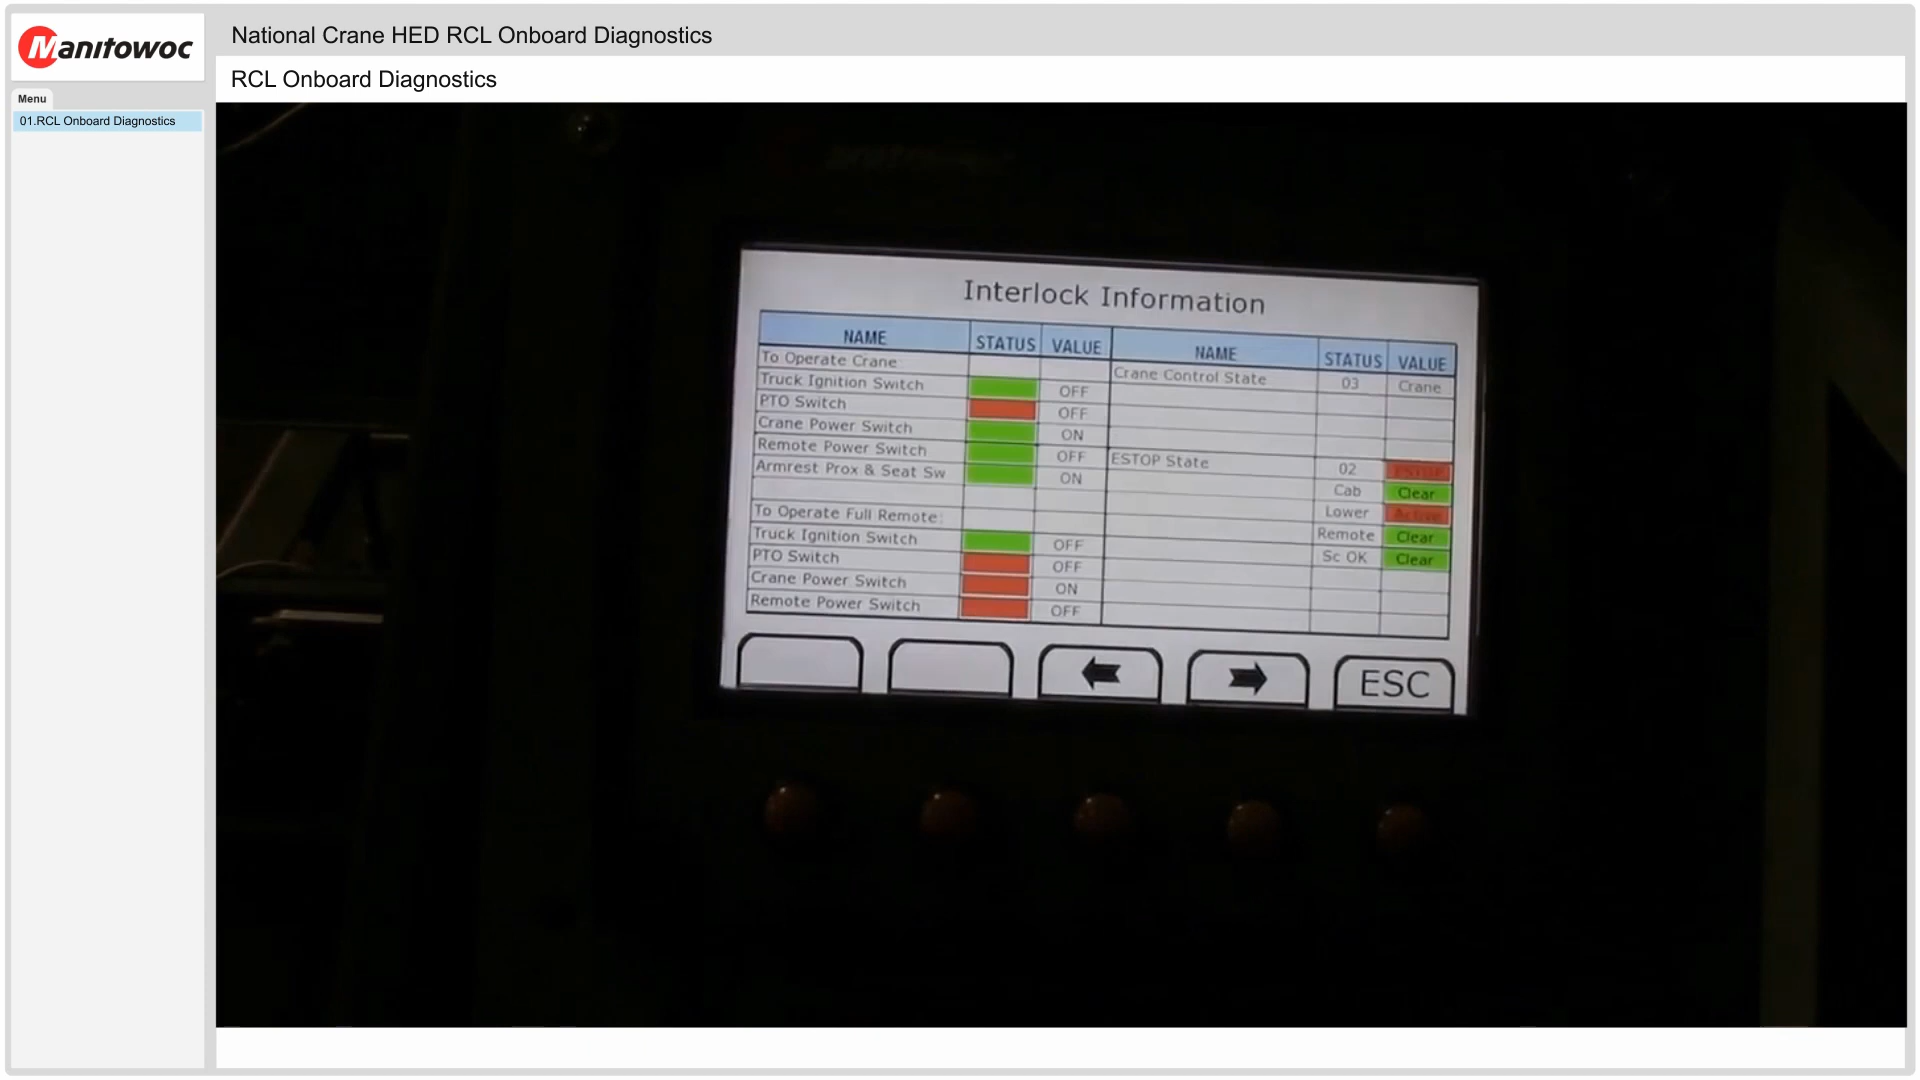 Manitowoc
National Crane HED RCL Onboard Diagnostics
RCL Onboard Diagnostics
Menu
01.RCL Onboard Diagnostics
Interlock Information
NAME STATUS VALUE NAME STATUS VALUE
To Operate Crane: Crane Control State 03 Crane
Truck Ignition Switch OFF
PTO Switch OFF
Crane Power Switch ON
Remote Power Switch OFF ESTOP State 02 ESTOP
Armrest Prox & Seat Sw ON Cab Clear
Lower Active
To Operate Full Remote: Remote Clear
Truck Ignition Switch OFF Sc OK Clear
PTO Switch OFF
Crane Power Switch ON
Remote Power Switch OFF
ESC